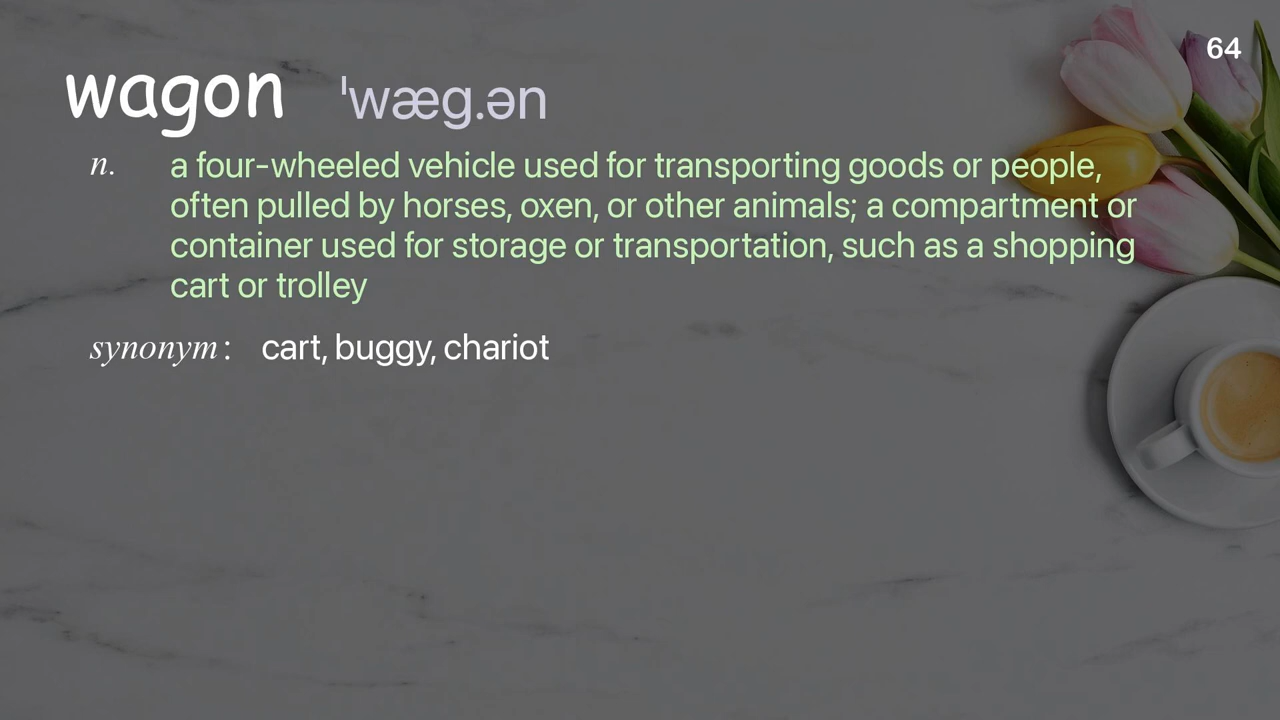 64
wagon ˈwæg.ən
n. a four-wheeled vehicle used for transporting goods or people,
often pulled by horses, oxen, or other animals; a compartment or
container used for storage or transportation, such as a shopping
cart or trolley
synonym: cart, buggy, chariot